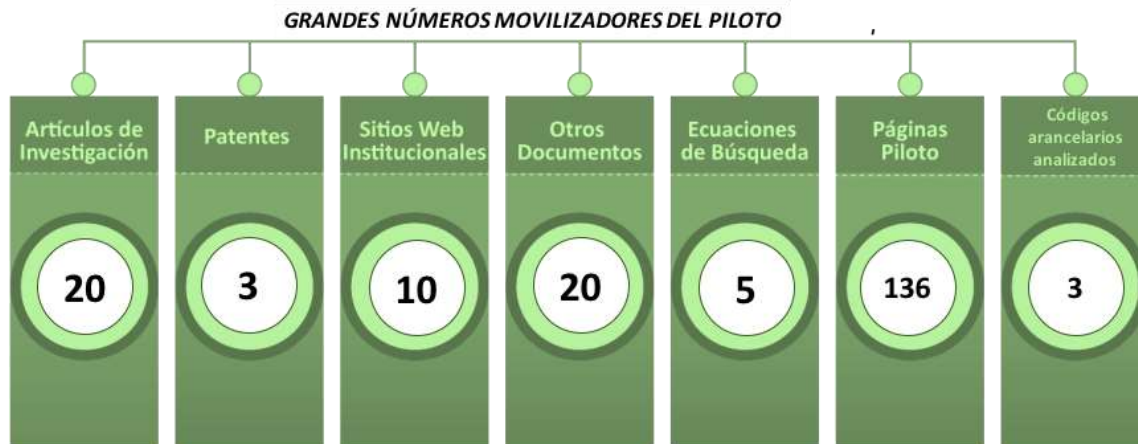 GRANDES NÚMEROS MOVILIZADORES DEL PILOTO
Artículos de
Investigación
Patentes
Sitios Web
Institucionales
Otros
Documentos
Ecuaciones
de Búsqueda
Páginas
Piloto
Códigos
arancelarios
analizados
20
3
10
20
5
136
3